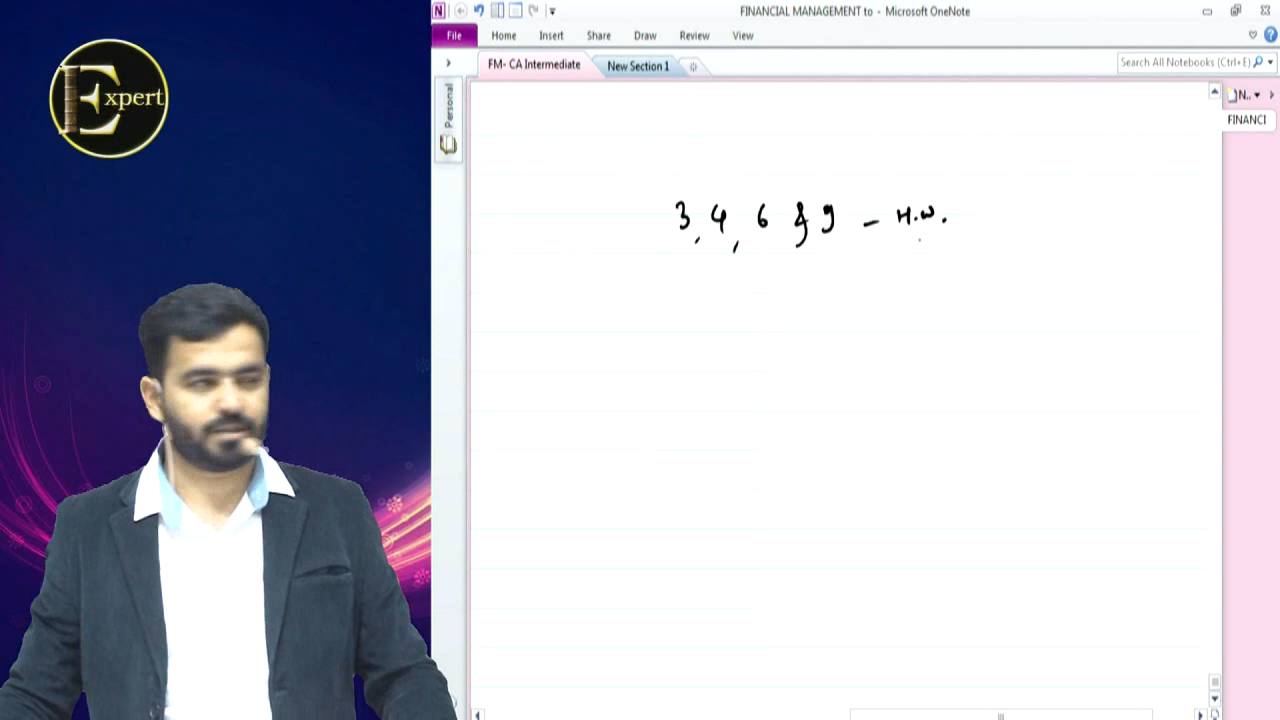 Expert
FINANCIAL MANAGEMENT to - Microsoft OneNote
File Home Insert Share Draw Review View
FM- CA Intermediate New Section 1
Search All Notebooks (Ctrl+E)
Personal
N..
FINANCI
3, 4, 6 & 9 - H.W.